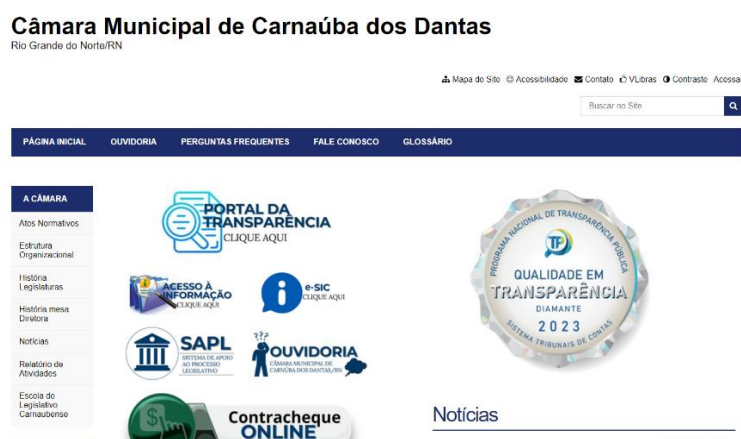 Câmara Municipal de Carnaúba dos Dantas
Rio Grande do Norte/RN
Mapa do Site Acessibilidade Contato VLibras Contraste Acessar
Buscar no Site
PÁGINA INICIAL OUVIDORIA PERGUNTAS FREQUENTES FALE CONOSCO GLOSSÁRIO
A CÂMARA
Atos Normativos
Estrutura
Organizacional
História
Legislaturas
História mesa
Diretora
Notícias
Relatório de
Atividades
Escola do
Legislativo
Carnaubense
PORTAL DA
TRANSPARÊNCIA
CLIQUE AQUI
ACESSO À
INFORMAÇÃO
CLIQUE AQUI
e-SIC
CLIQUE AQUI
SAPL
SISTEMA DE APOIO
AO PROCESSO
LEGISLATIVO
???
OUVIDORIA
CÂMARA MUNICIPAL DE
CARNÚBA DOS DANTAS/RN
$
Contracheque
ONLINE
PROGRAMA NACIONAL DE TRANSPARÊNCIA PÚBLICA
TP
QUALIDADE EM
TRANSPARÊNCIA
DIAMANTE
2023
SISTEMA TRIBUNAIS DE CONTAS
Notícias